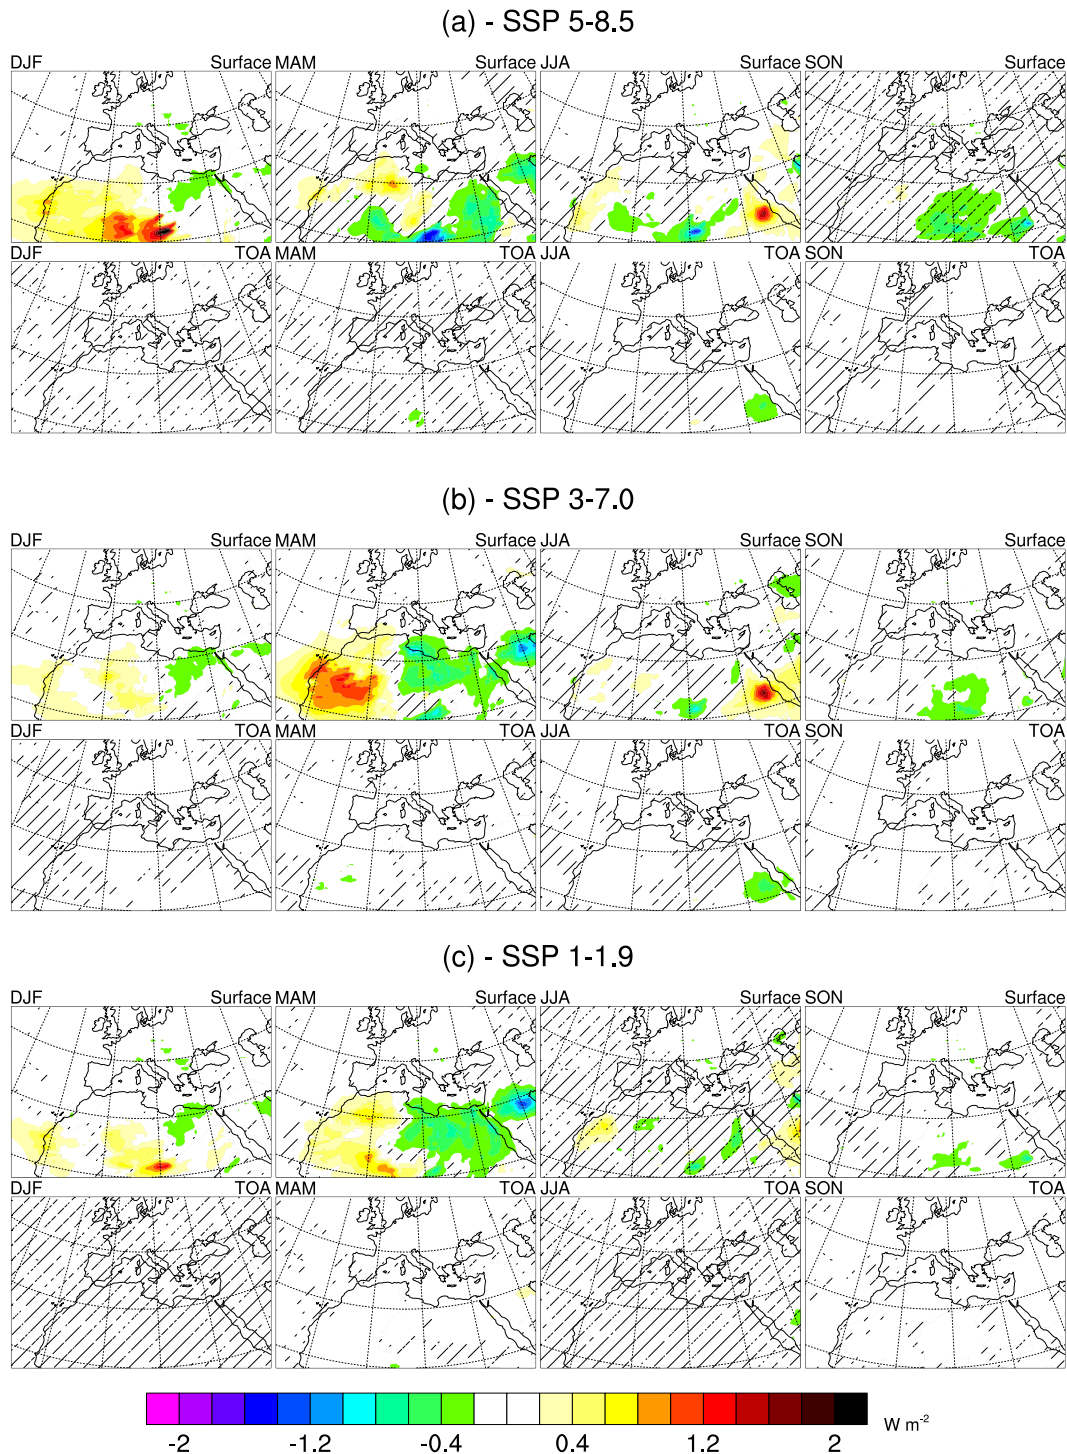 (a) - SSP 5-8.5
DJF Surface MAM Surface JJA Surface SON Surface
DJF TOA MAM TOA JJA TOA SON TOA
(b) - SSP 3-7.0
DJF Surface MAM Surface JJA Surface SON Surface
DJF TOA MAM TOA JJA TOA SON TOA
(c) - SSP 1-1.9
DJF Surface MAM Surface JJA Surface SON Surface
DJF TOA MAM TOA JJA TOA SON TOA
W m⁻²
-2 -1.2 -0.4 0.4 1.2 2